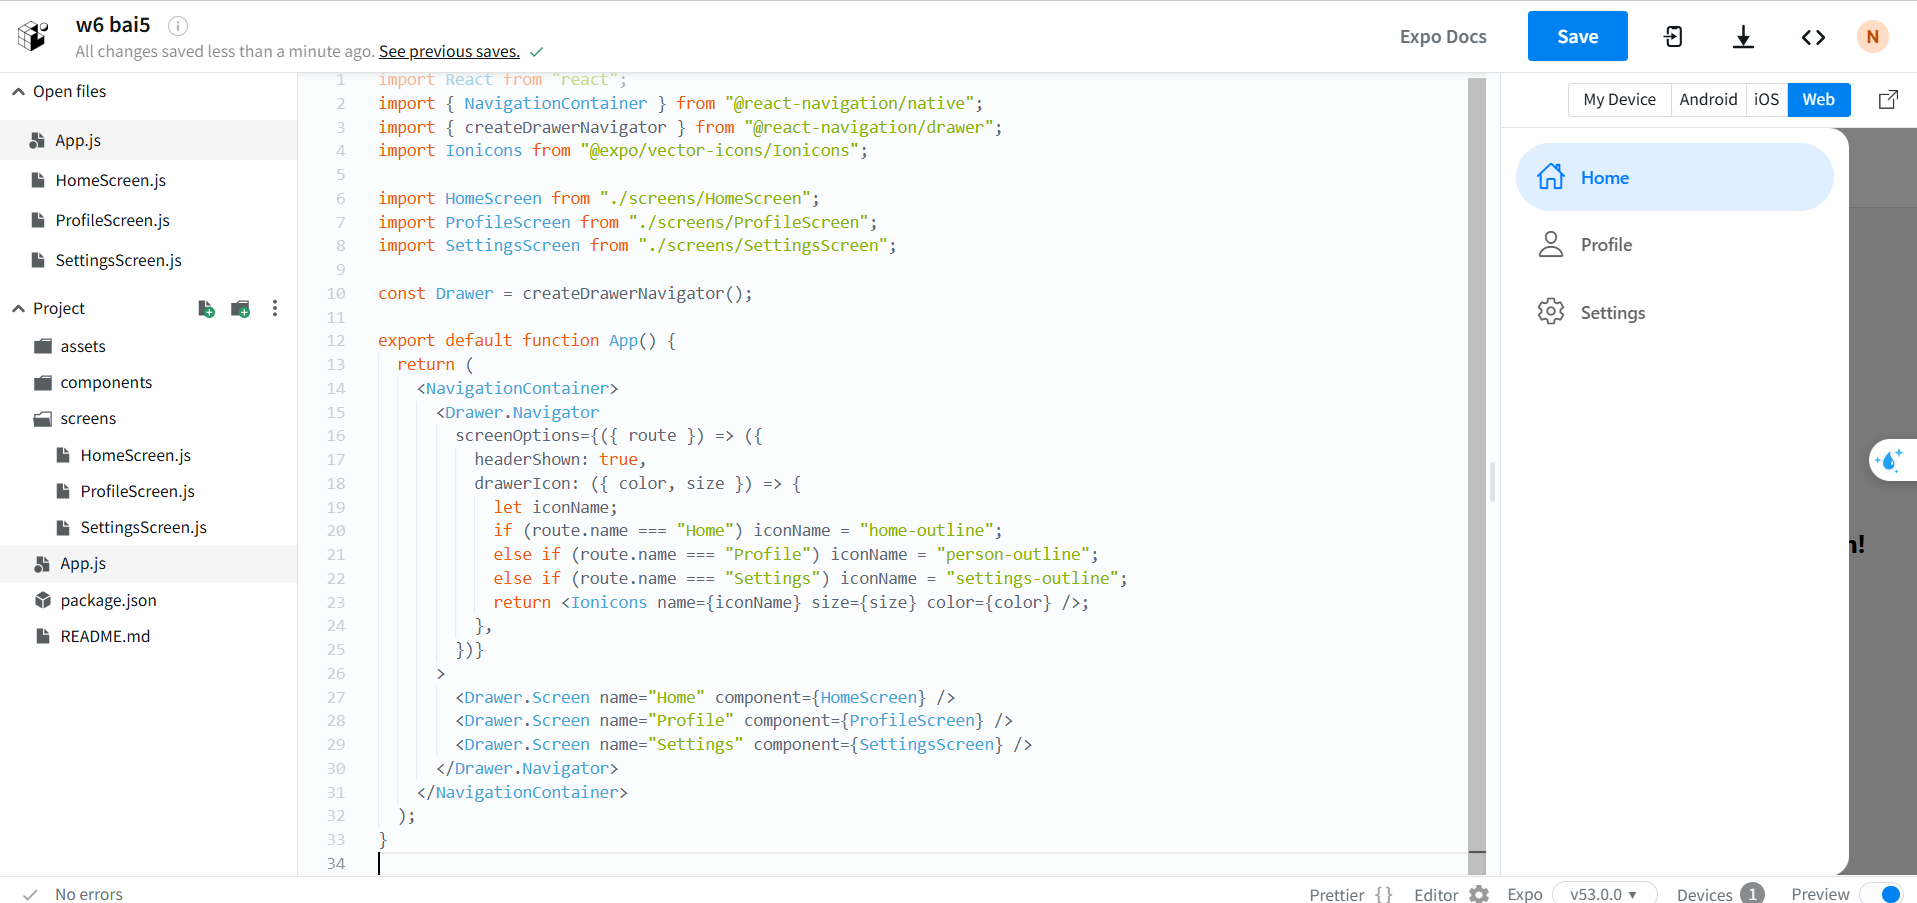 w6 bai5
All changes saved less than a minute ago. See previous saves.
Expo Docs
Save
N
Open files
App.js
HomeScreen.js
ProfileScreen.js
SettingsScreen.js
Project
assets
components
screens
HomeScreen.js
ProfileScreen.js
SettingsScreen.js
App.js
package.json
README.md
1 import React from "react";
2 import { NavigationContainer } from "@react-navigation/native";
3 import { createDrawerNavigator } from "@react-navigation/drawer";
4 import Ionicons from "@expo/vector-icons/Ionicons";
5
6 import HomeScreen from "./screens/HomeScreen";
7 import ProfileScreen from "./screens/ProfileScreen";
8 import SettingsScreen from "./screens/SettingsScreen";
9
10 const Drawer = createDrawerNavigator();
11
12 export default function App() {
13 return (
14 <NavigationContainer>
15 <Drawer.Navigator
16 screenOptions={({ route }) => ({
17 headerShown: true,
18 drawerIcon: ({ color, size }) => {
19 let iconName;
20 if (route.name === "Home") iconName = "home-outline";
21 else if (route.name === "Profile") iconName = "person-outline";
22 else if (route.name === "Settings") iconName = "settings-outline";
23 return <Ionicons name={iconName} size={size} color={color} />;
24 },
25 })}
26 >
27 <Drawer.Screen name="Home" component={HomeScreen} />
28 <Drawer.Screen name="Profile" component={ProfileScreen} />
29 <Drawer.Screen name="Settings" component={SettingsScreen} />
30 </Drawer.Navigator>
31 </NavigationContainer>
32 );
33 }
34
My Device Android iOS Web
Home
Profile
Settings
No errors
Prettier { } Editor Expo v53.0.0 Devices 1 Preview